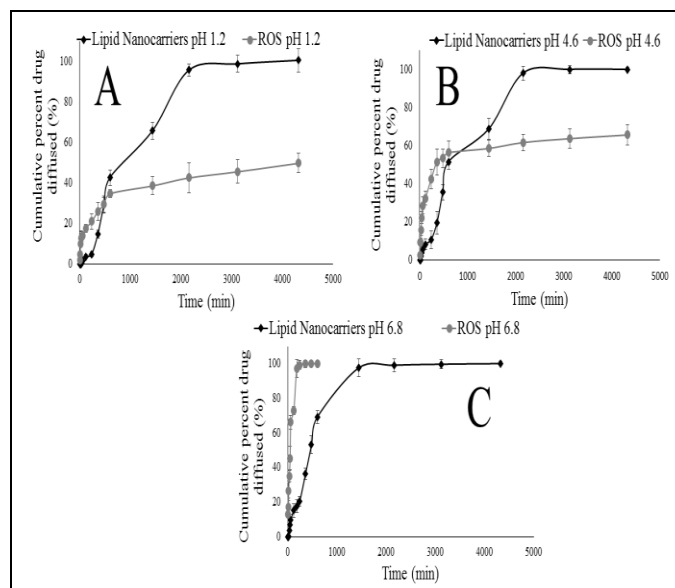 Lipid Nanocarriers pH 1.2 ROS pH 1.2
A
Cumulative percent drug
diffused (%)
100
80
60
40
20
0
0 1000 2000 3000 4000 5000
Time (min)
Lipid Nanocarriers pH 4.6 ROS pH 4.6
B
Cumulative percent drug
diffused (%)
100
80
60
40
20
0
0 1000 2000 3000 4000 5000
Time (min)
Lipid Nanocarriers pH 6.8 ROS pH 6.8
C
Cumulative percent drug
diffused (%)
100
80
60
40
20
0
0 1000 2000 3000 4000 5000
Time (min)